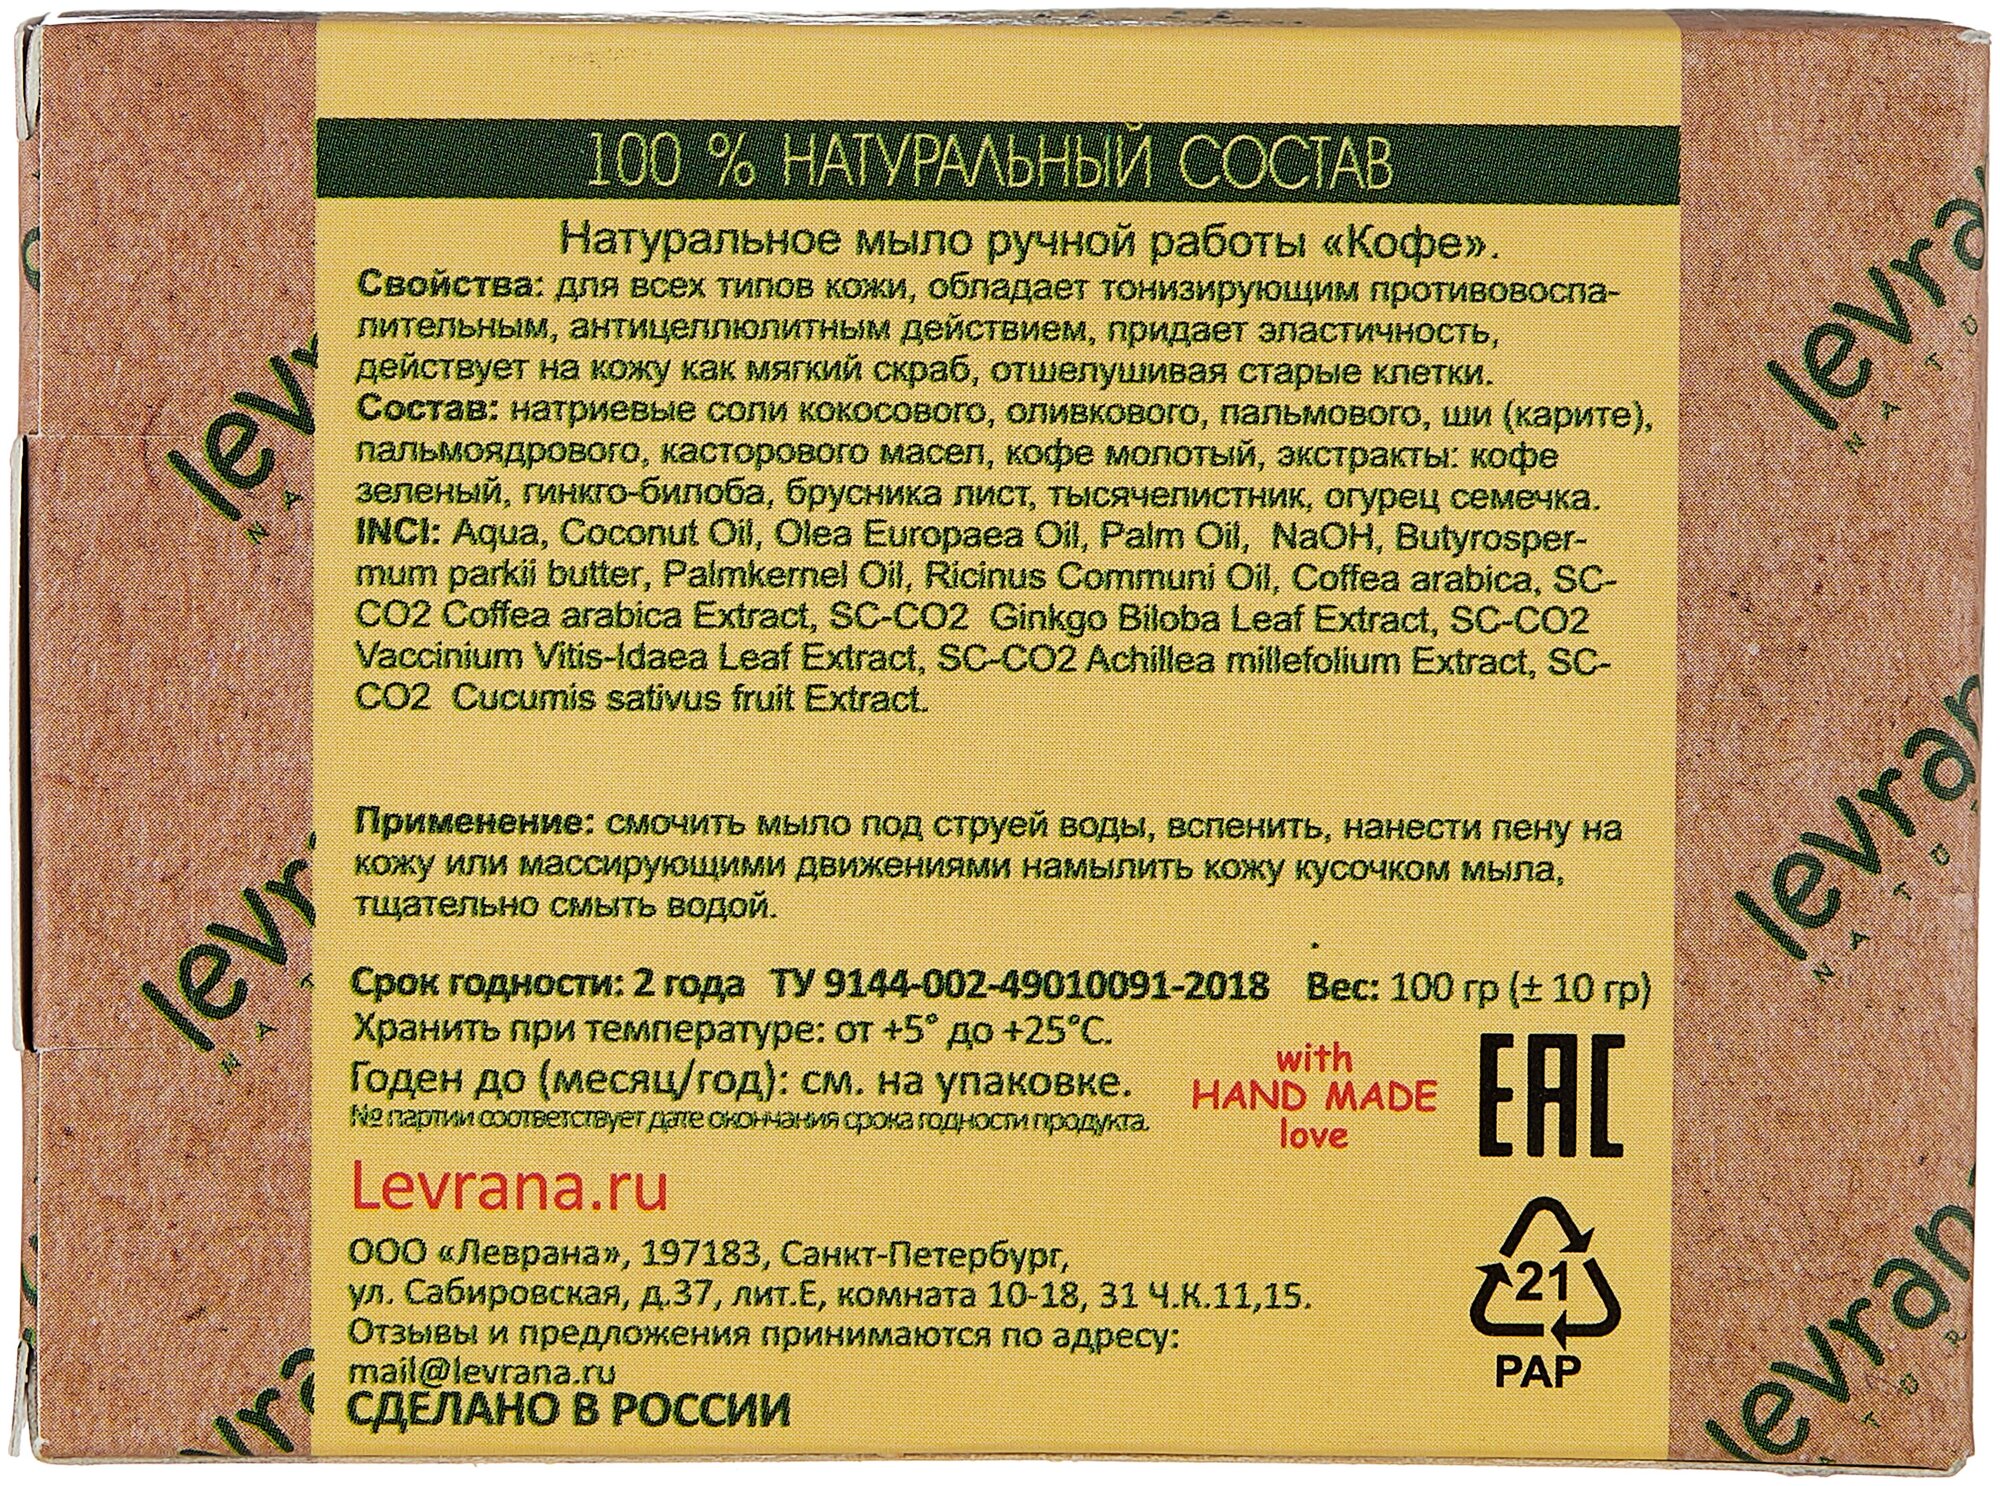 100 % НАТУРАЛЬНЫЙ СОСТАВ
Натуральное мыло ручной работы «Кофе».
Свойства: для всех типов кожи, обладает тонизирующим противовоспа-
лительным, антицеллюлитным действием, придает эластичность,
действует на кожу как мягкий скраб, отшелушивая старые клетки.
Состав: натриевые соли кокосового, оливкового, пальмового, ши (карите),
пальмоядрового, касторового масел, кофе молотый, экстракты: кофе
зеленый, гинкго-билоба, брусника лист, тысячелистник, огурец семечка.
INCI: Aqua, Coconut Oil, Olea Europaea Oil, Palm Oil, NaOH, Butyrosper-
mum parkii butter, Palmkernel Oil, Ricinus Communi Oil, Coffea arabica, SC-
CO2 Coffea arabica Extract, SC-CO2 Ginkgo Biloba Leaf Extract, SC-CO2
Vaccinium Vitis-Idaea Leaf Extract, SC-CO2 Achillea millefolium Extract, SC-
CO2 Cucumis sativus fruit Extract.
Применение: смочить мыло под струей воды, вспенить, нанести пену на
кожу или массирующими движениями намылить кожу кусочком мыла,
тщательно смыть водой.
Срок годности: 2 года ТУ 9144-002-49010091-2018 Вес: 100 гр (± 10 гр)
Хранить при температуре: от +5° до +25°С.
Годен до (месяц/год): см. на упаковке.
№ партии соответствует дате окончания срока годности продукта.
with
HAND MADE
love
EAC
Levrana.ru
ООО «Леврана», 197183, Санкт-Петербург,
ул. Сабировская, д.37, лит.Е, комната 10-18, 31 Ч.К.11,15.
Отзывы и предложения принимаются по адресу:
mail@levrana.ru
СДЕЛАНО В РОССИИ
21
PAP
levrana
levrana
levran
lev
levr
vra